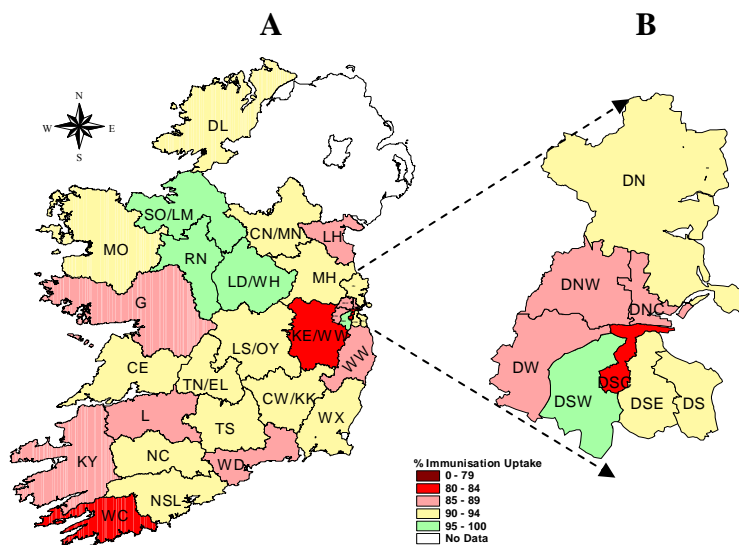 A
B
N
W E
S
DL
SO/LM
CN/MN
LH
MO
RN
LD/WH
MH
G
KE/WW
LS/OY
WW
CE
TN/EL
CW/KK
L
TS
WX
KY
NC
WD
NSL
WC
DN
DNW
DNC
DW
DSC
DSW
DSE
DS
% Immunisation Uptake
0 - 79
80 - 84
85 - 89
90 - 94
95 - 100
No Data